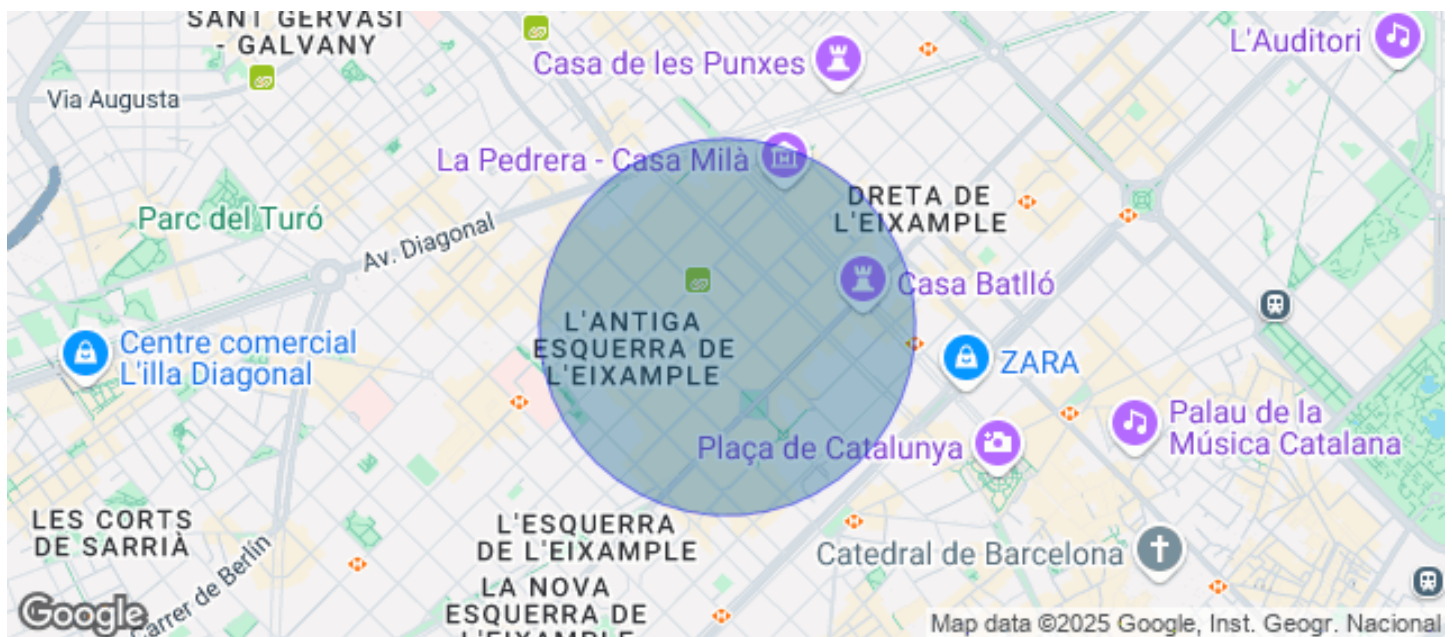 SANT GERVASI
- GALVANY
L'Auditori
Casa de les Punxes
Via Augusta
La Pedrera - Casa Milà
DRETA DE
L'EIXAMPLE
Parc del Turó
Av. Diagonal
Casa Batlló
L'ANTIGA
ESQUERRA DE
L'EIXAMPLE
Centre comercial
L'illa Diagonal
ZARA
Palau de la
Música Catalana
Plaça de Catalunya
LES CORTS
DE SARRIÀ
L'ESQUERRA
DE L'EIXAMPLE
Catedral de Barcelona
Carrer de Berlín
LA NOVA
ESQUERRA DE
L'EIXAMPLE
Google
Map data ©2025 Google, Inst. Geogr. Nacional